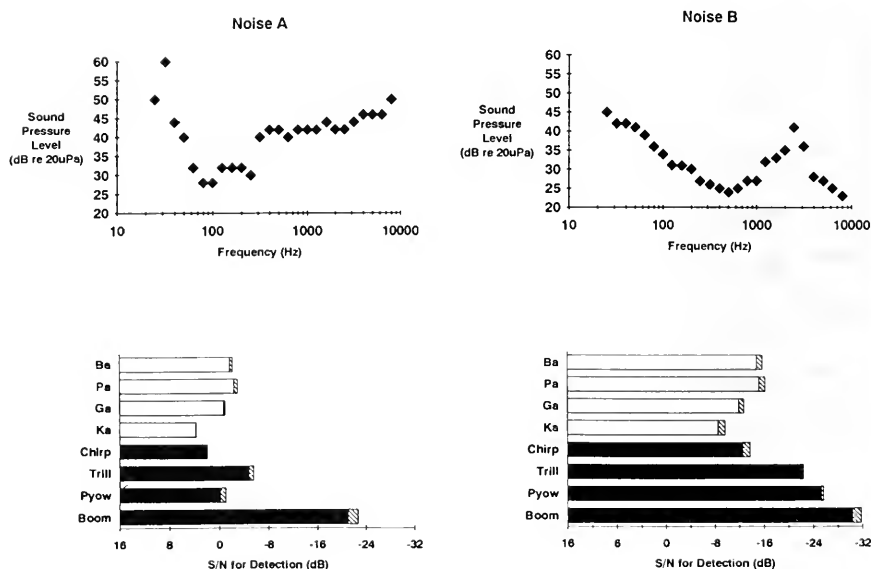 Noise A
60
55
50
45
40
35
30
25
20
Sound
Pressure
Level
(dB re 20uPa)
10
100
1000
10000
Frequency (Hz)
Noise B
60
55
50
45
40
35
30
25
20
Sound
Pressure
Level
(dB re 20uPa)
10
100
1000
10000
Frequency (Hz)
Ba
Pa
Ga
Ka
Chirp
Trill
Pyow
Boom
16 8 0 -8 -16 -24 -32
S/N for Detection (dB)
Ba
Pa
Ga
Ka
Chirp
Trill
Pyow
Boom
16 8 0 -8 -16 -24 -32
S/N for Detection (dB)